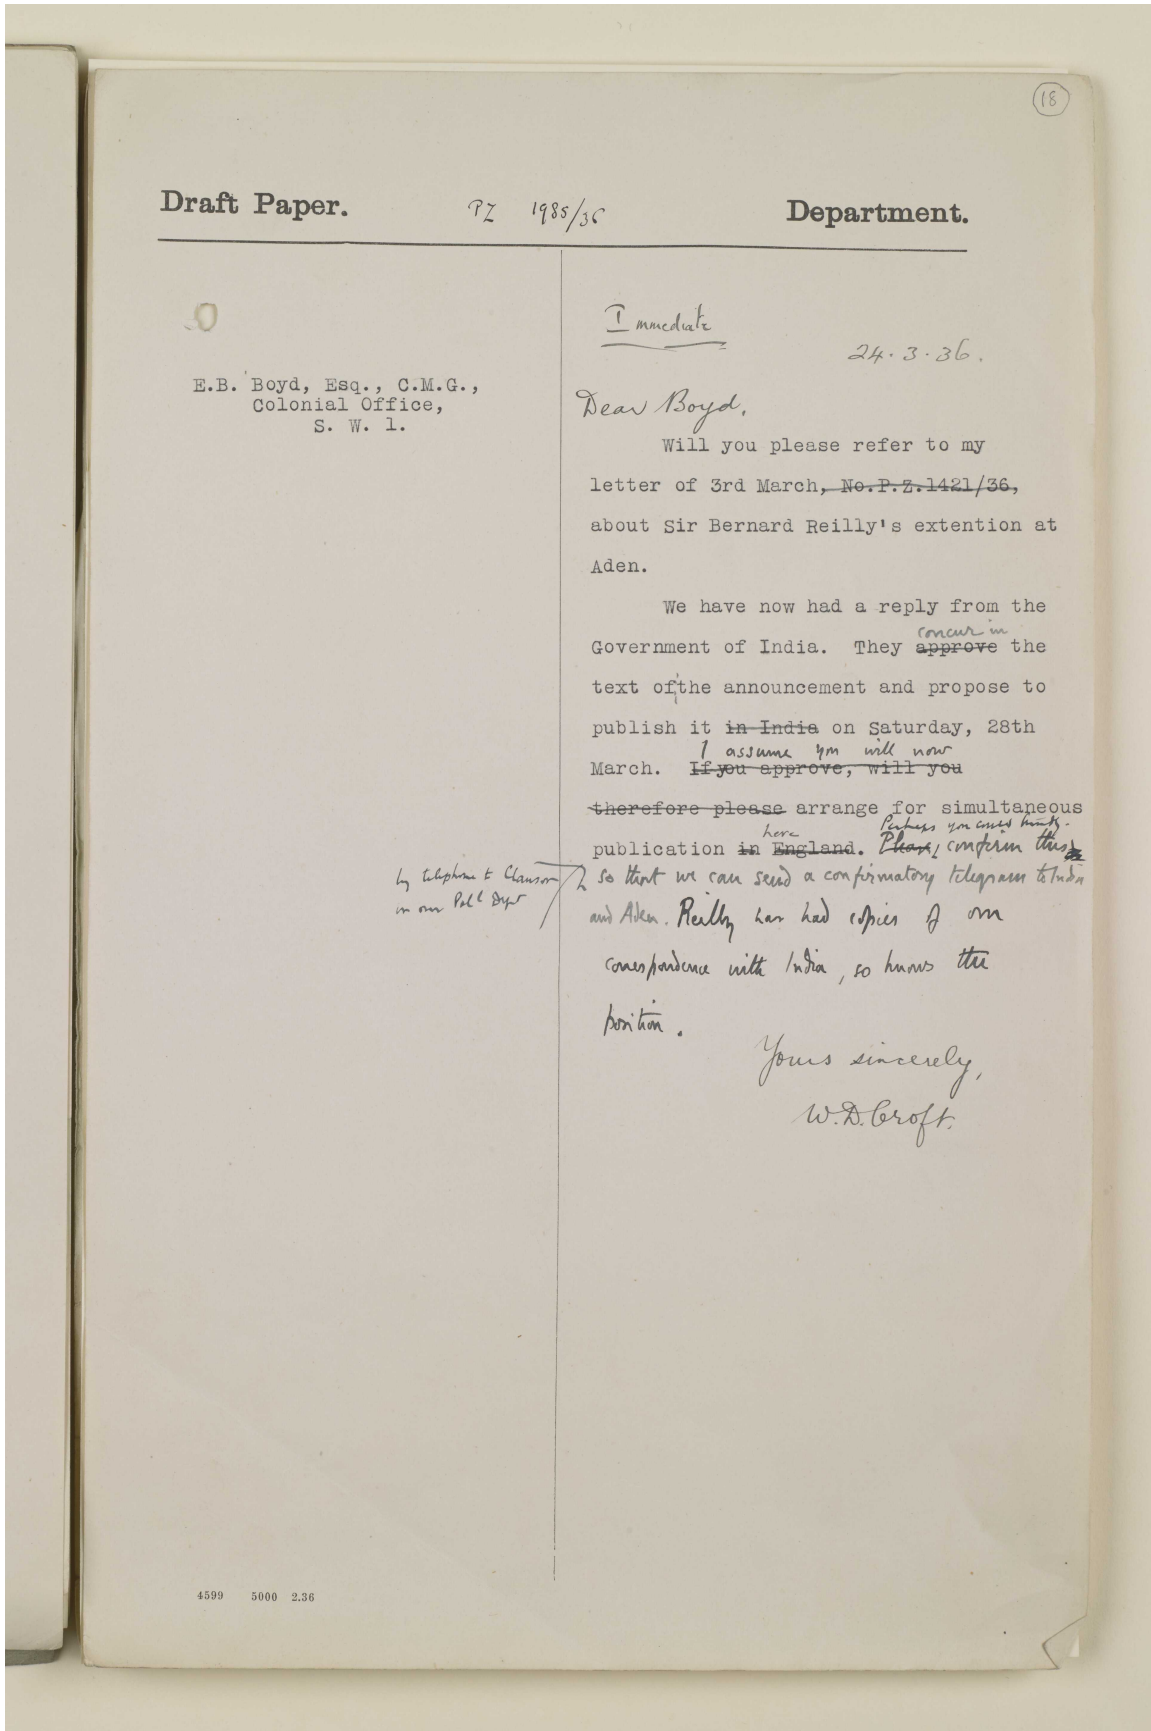 18
Draft Paper. PZ 1985/36 Department.
Immediate
24.3.36.
E.B. Boyd, Esq., C.M.G.,
Colonial Office,
S. W. 1.
Dear Boyd,
Will you please refer to my
letter of 3rd March, No.P.Z.1421/36,
about Sir Bernard Reilly's extention at
Aden.
We have now had a reply from the
concur in
Government of India. They approve the
text of the announcement and propose to
publish it in India on Saturday, 28th
I assume you will now
March. If you approve, will you
therefore please arrange for simultaneous
here Perhaps you could kindly
publication in England. Please confirm this
by telephone to Clauson
in our Poll Dept
so that we can send a confirmatory telegram to India
and Aden. Reilly has had copies of our
correspondence with India, so knows the
position.
Yours sincerely,
W.D. Croft.
4599 5000 2.36